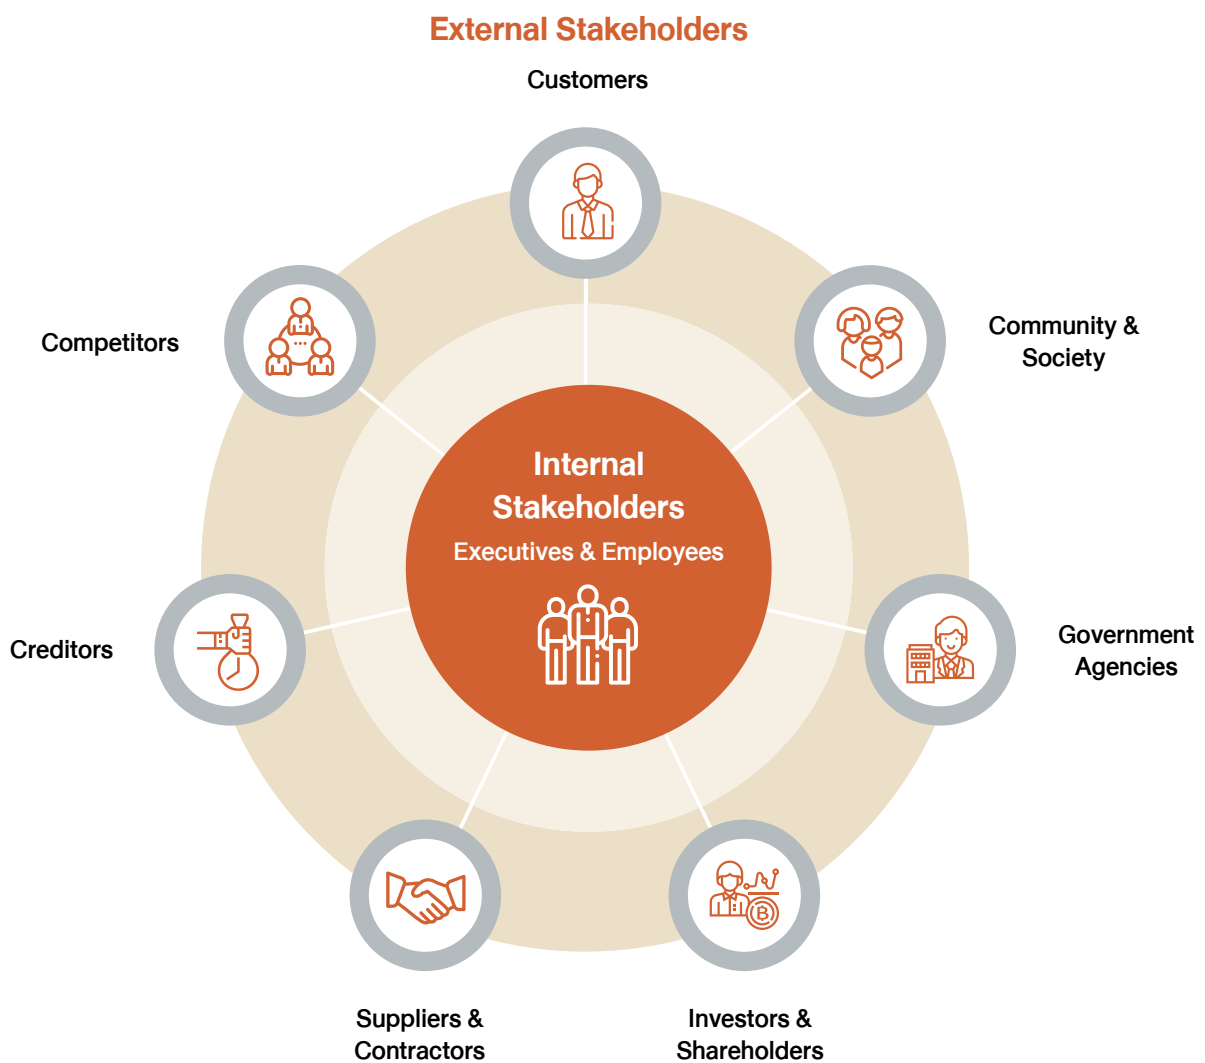 External Stakeholders
Customers
Competitors
Community &
Society
Internal
Stakeholders
Executives & Employees
Creditors
Government
Agencies
Suppliers &
Contractors
Investors &
Shareholders